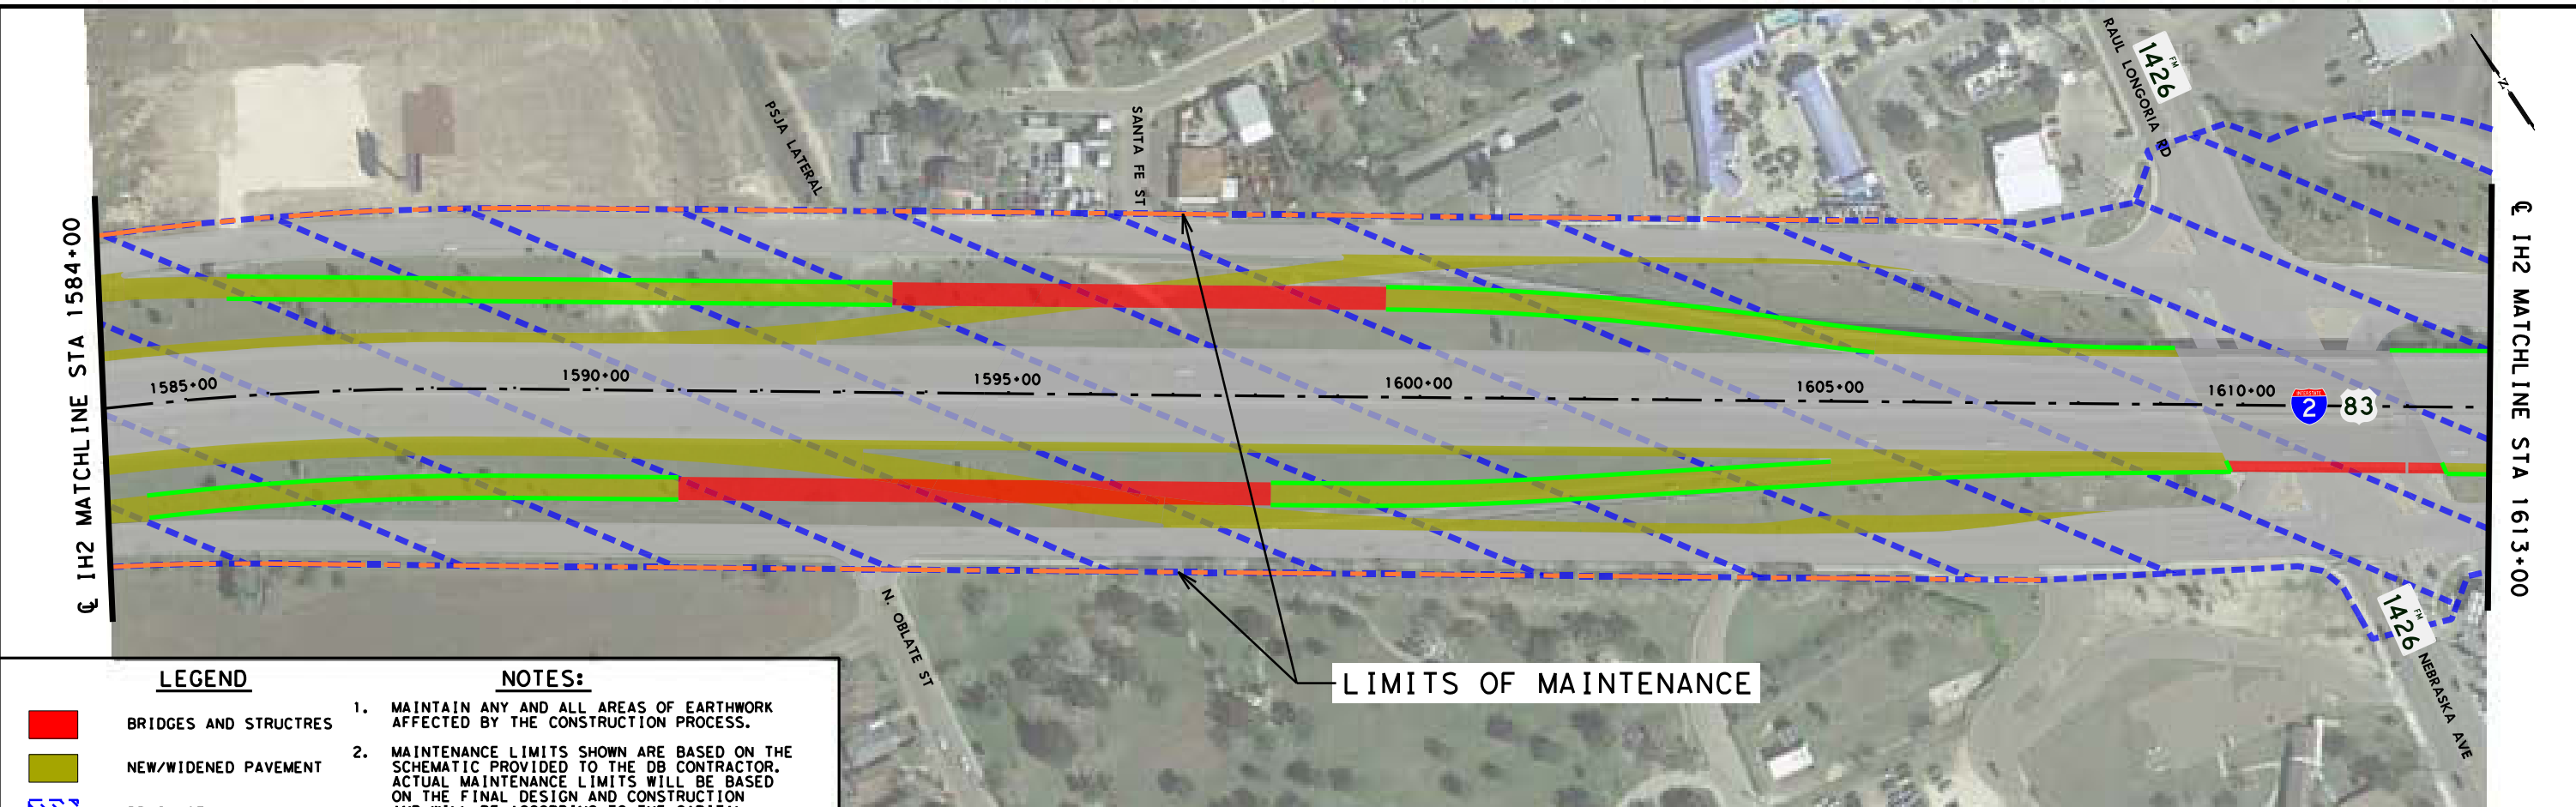 RAUL LONGORIA RD
FM
1426
N
PSJA LATERAL
SANTA FE ST
℄ IH2 MATCHLINE STA 1584+00
℄ IH2 MATCHLINE STA 1613+00
1585+00
1590+00
1595+00
1600+00
1605+00
1610+00
2
83
N. OBLATE ST
FM
1426
NEBRASKA AVE
LIMITS OF MAINTENANCE
LEGEND
BRIDGES AND STRUCTRES
NEW/WIDENED PAVEMENT
NOTES:
1. MAINTAIN ANY AND ALL AREAS OF EARTHWORK
AFFECTED BY THE CONSTRUCTION PROCESS.
2. MAINTENANCE LIMITS SHOWN ARE BASED ON THE
SCHEMATIC PROVIDED TO THE DB CONTRACTOR.
ACTUAL MAINTENANCE LIMITS WILL BE BASED
ON THE FINAL DESIGN AND CONSTRUCTION